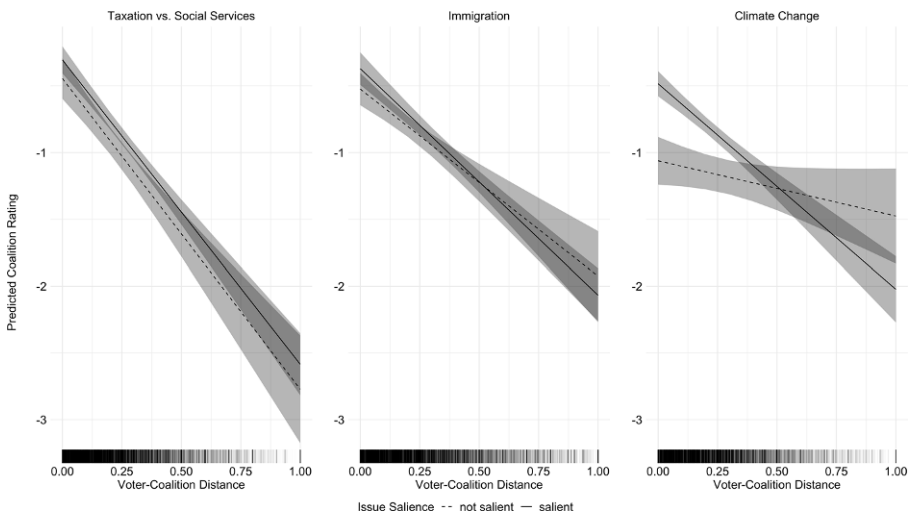 Taxation vs. Social Services Immigration Climate Change
Predicted Coalition Rating
-1 -1 -1
-2 -2 -2
-3 -3 -3
0.00 0.25 0.50 0.75 1.00 0.00 0.25 0.50 0.75 1.00 0.00 0.25 0.50 0.75 1.00
Voter-Coalition Distance Voter-Coalition Distance Voter-Coalition Distance
Issue Salience not salient salient